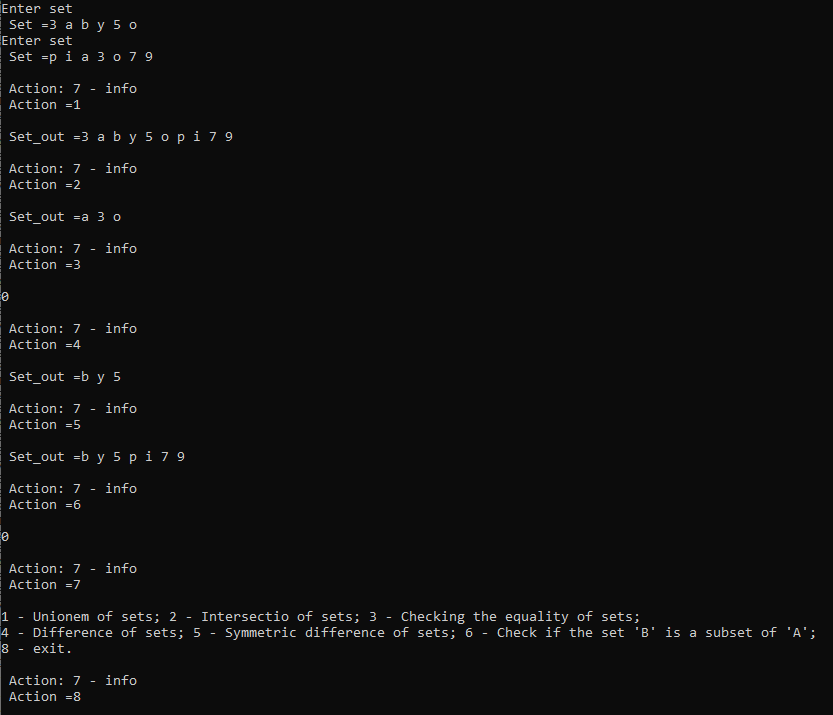 Enter set
Set =3 a b y 5 o
Enter set
Set =p i a 3 o 7 9
Action: 7 - info
Action =1
Set_out =3 a b y 5 o p i 7 9
Action: 7 - info
Action =2
Set_out =a 3 o
Action: 7 - info
Action =3
0
Action: 7 - info
Action =4
Set_out =b y 5
Action: 7 - info
Action =5
Set_out =b y 5 p i 7 9
Action: 7 - info
Action =6
0
Action: 7 - info
Action =7
1 - Unionem of sets; 2 - Intersectio of sets; 3 - Checking the equality of sets;
4 - Difference of sets; 5 - Symmetric difference of sets; 6 - Check if the set 'B' is a subset of 'A';
8 - exit.
Action: 7 - info
Action =8